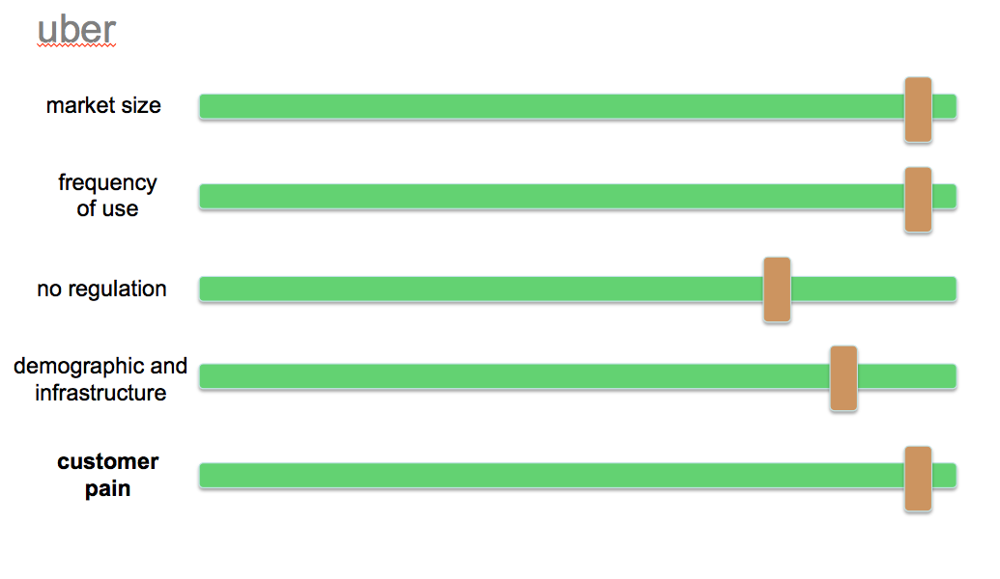 uber
market size
frequency
of use
no regulation
demographic and
infrastructure
customer
pain